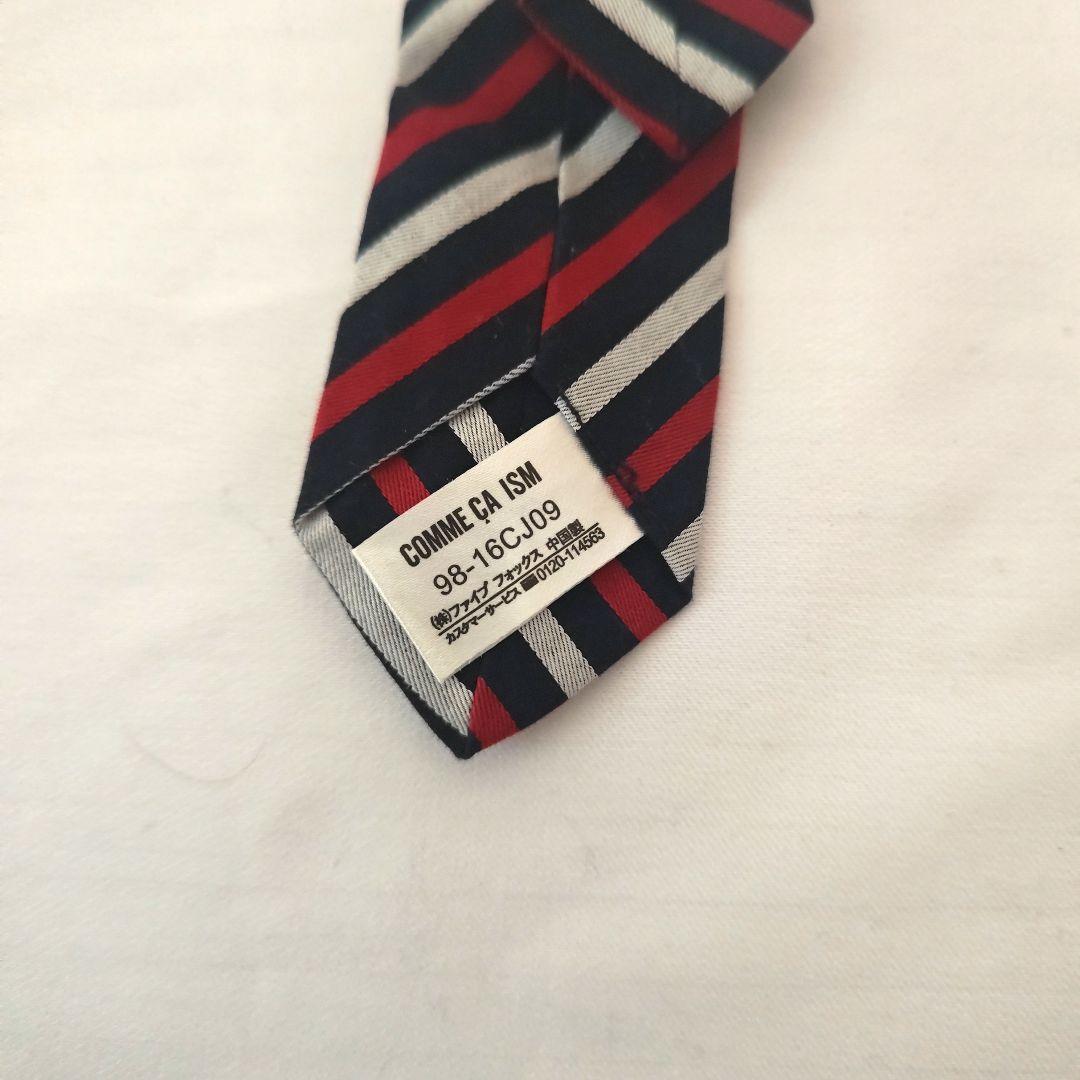 COMME ÇA ISM
98-16CJ09
(株)ファイブ フォックス 中国製
カスタマーサービス 0120-114563